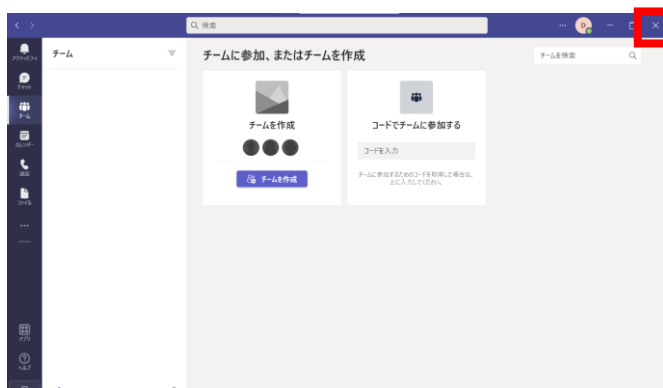 検索
D
アクティビティ
チャット
チーム
カレンダー
通話
ファイル
アプリ
ヘルプ
チーム
チームに参加、またはチームを作成
チームを検索
チームを作成
チームを作成
コードでチームに参加する
コードを入力
チームに参加するためのコードを取得した場合は、
上に入力してください。